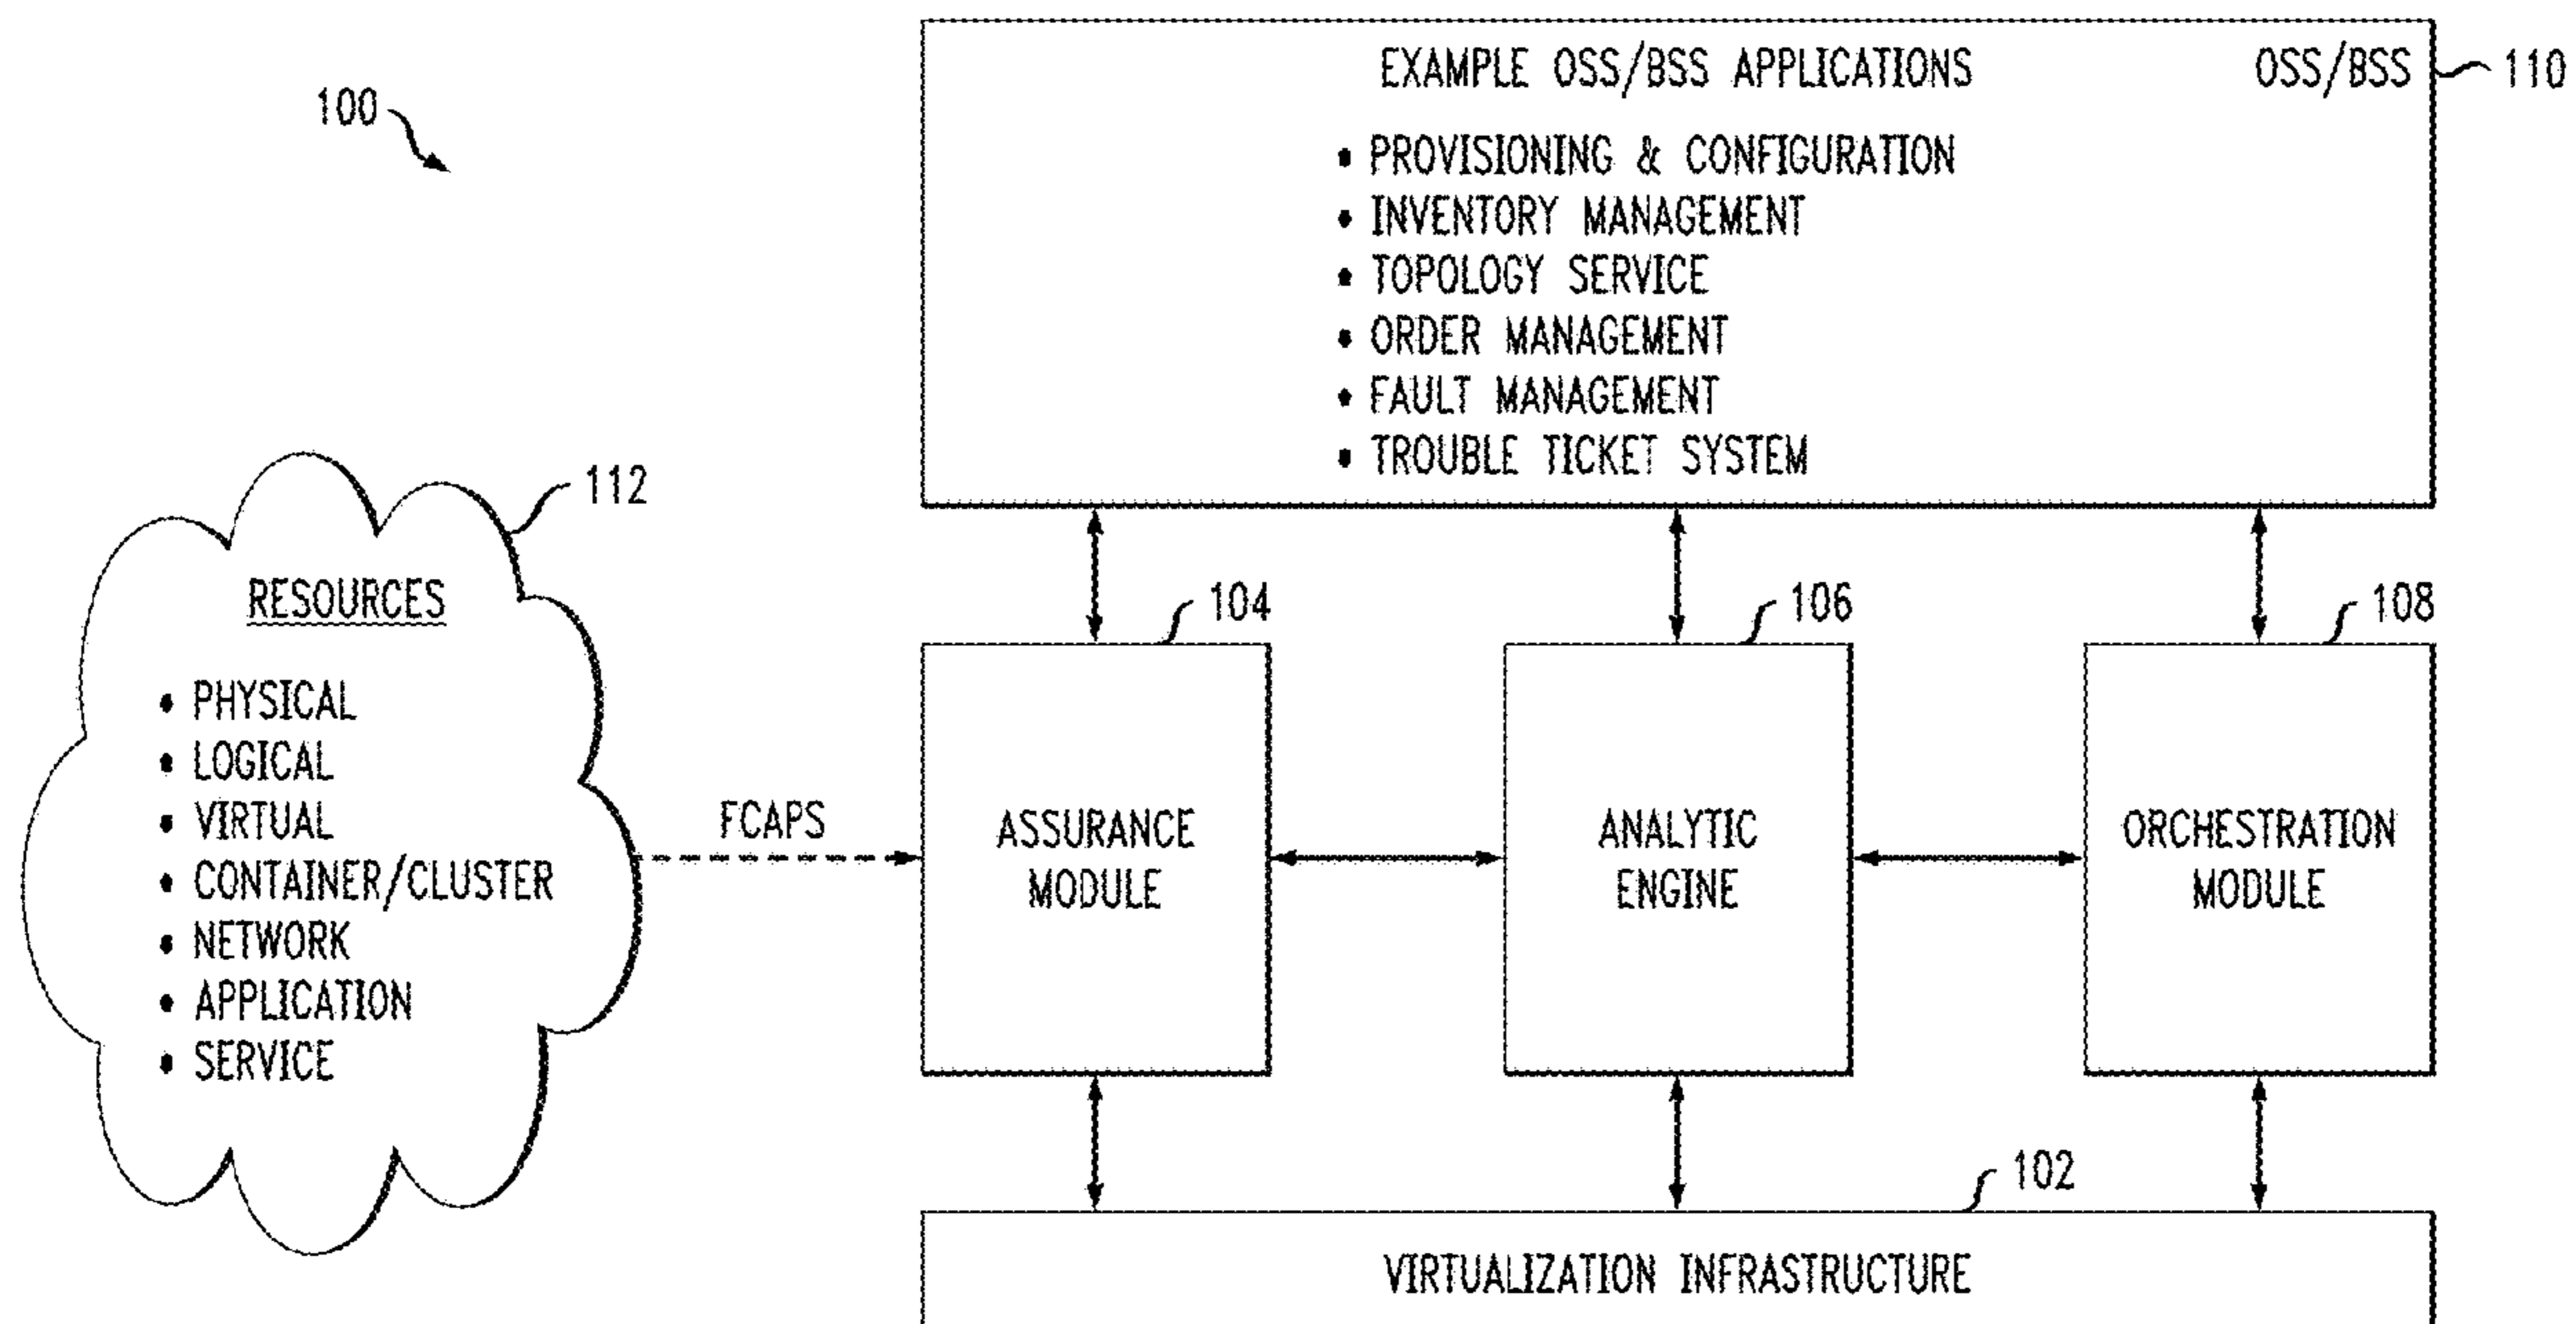 100
EXAMPLE OSS/BSS APPLICATIONS
OSS/BSS
110
• PROVISIONING & CONFIGURATION
• INVENTORY MANAGEMENT
• TOPOLOGY SERVICE
• ORDER MANAGEMENT
• FAULT MANAGEMENT
• TROUBLE TICKET SYSTEM
112
RESOURCES
• PHYSICAL
• LOGICAL
• VIRTUAL
• CONTAINER/CLUSTER
• NETWORK
• APPLICATION
• SERVICE
FCAPS
104
ASSURANCE
MODULE
106
ANALYTIC
ENGINE
108
ORCHESTRATION
MODULE
102
VIRTUALIZATION INFRASTRUCTURE